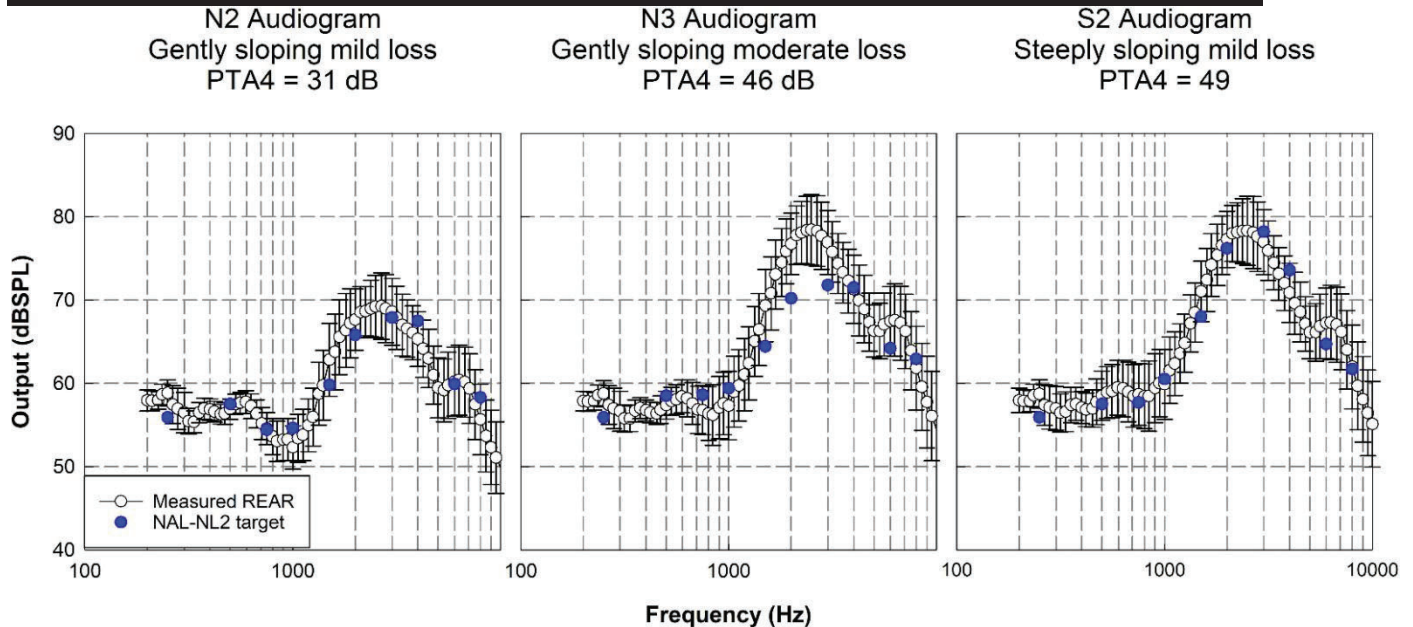 N2 Audiogram
Gently sloping mild loss
PTA4 = 31 dB
N3 Audiogram
Gently sloping moderate loss
PTA4 = 46 dB
S2 Audiogram
Steeply sloping mild loss
PTA4 = 49
Output (dBSPL)
90
80
70
60
50
40
Measured REAR
NAL-NL2 target
100
1000
100
1000
100
1000
10000
Frequency (Hz)